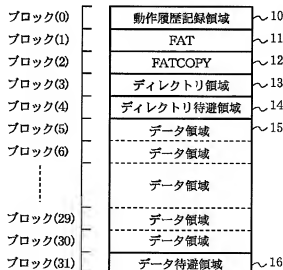 ブロック(0) 動作履歴記録領域 10
ブロック(1) FAT 11
ブロック(2) FATCOPY 12
ブロック(3) ディレクトリ領域 13
ブロック(4) ディレクトリ待避領域 14
ブロック(5) データ領域 15
ブロック(6) データ領域
データ領域
ブロック(29) データ領域
ブロック(30) データ領域
ブロック(31) データ待避領域 16